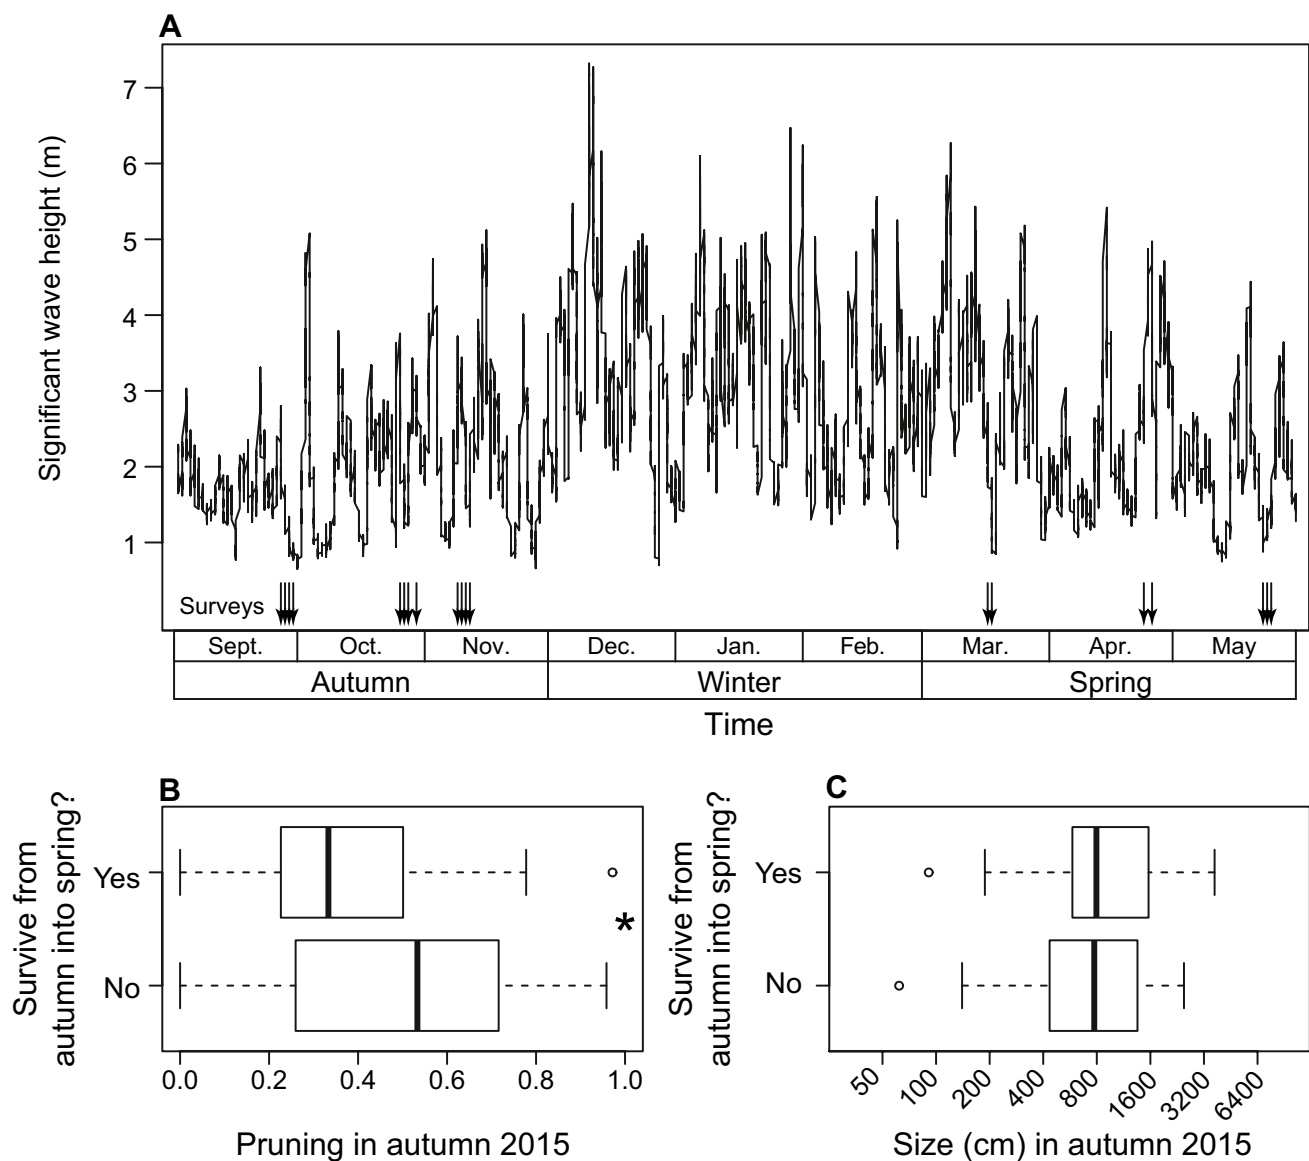 A
Significant wave height (m)
7
6
5
4
3
2
1
Surveys
Sept. Oct. Nov. Dec. Jan. Feb. Mar. Apr. May
Autumn Winter Spring
Time
B
Survive from
autumn into spring?
Yes
No
*
0.0 0.2 0.4 0.6 0.8 1.0
Pruning in autumn 2015
C
Survive from
autumn into spring?
Yes
No
50 100 200 400 800 1600 3200 6400
Size (cm) in autumn 2015